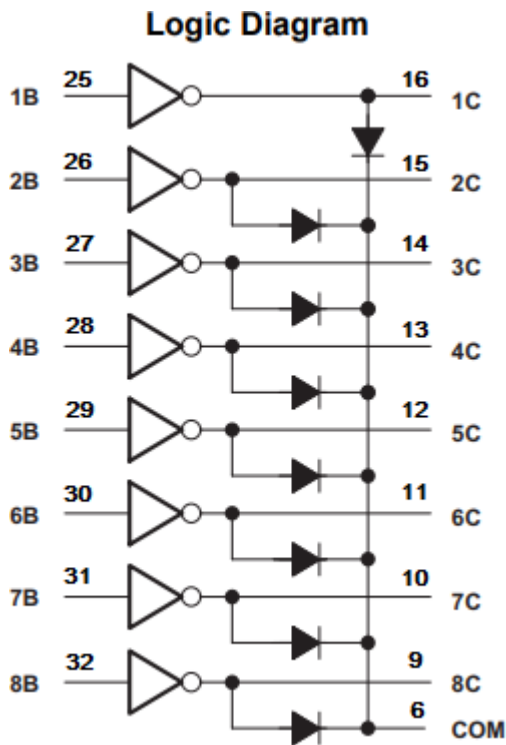 Logic Diagram
1B 25 16 1C
2B 26 15 2C
3B 27 14 3C
4B 28 13 4C
5B 29 12 5C
6B 30 11 6C
7B 31 10 7C
8B 32 9 8C
6 COM